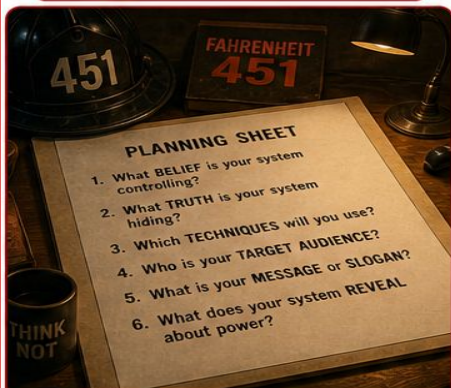 451
FAHRENHEIT
451
PLANNING SHEET
1. What BELIEF is your system
controlling?
2. What TRUTH is your system
hiding?
3. Which TECHNIQUES will you use?
4. Who is your TARGET AUDIENCE?
5. What is your MESSAGE or SLOGAN?
6. What does your system REVEAL
about power?
THINK
NOT